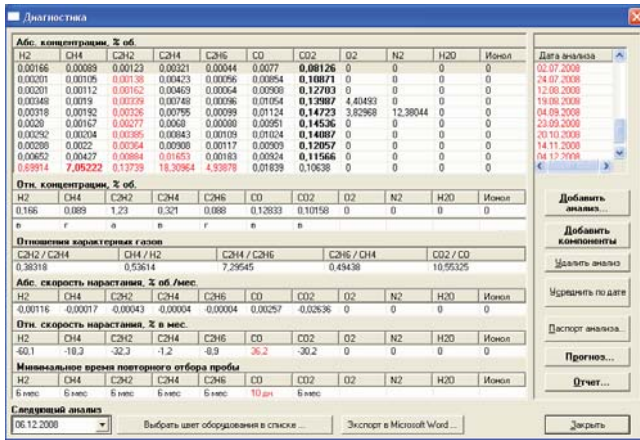 Диагностика
Абс. концентрации, % об.
H2 CH4 C2H2 C2H4 C2H6 CO CO2 O2 N2 H2O Ионол
0,00166 0,00089 0,00123 0,00321 0,00044 0,0077 0,08126 0 0 0 0
0,00201 0,00105 0,00138 0,00423 0,00056 0,00854 0,10871 0 0 0 0
0,00201 0,00112 0,00162 0,00469 0,00064 0,00908 0,12703 0 0 0 0
0,00348 0,0019 0,00339 0,00748 0,00096 0,01054 0,13987 4,40493 0 0 0
0,00318 0,00192 0,00326 0,00755 0,00099 0,01124 0,14723 3,82968 12,38044 0 0
0,0028 0,00167 0,00277 0,0068 0,00088 0,00951 0,14536 0 0 0 0
0,00292 0,00204 0,00385 0,00843 0,00109 0,01024 0,14087 0 0 0 0
0,00288 0,0022 0,00364 0,00908 0,00117 0,00909 0,12057 0 0 0 0
0,00652 0,00427 0,00884 0,01653 0,00183 0,00924 0,11566 0 0 0 0
0,69914 7,05222 0,13739 18,30964 4,93878 0,01839 0,10638 0 0 0 0
Отн. концентрации, % об.
H2 CH4 C2H2 C2H4 C2H6 CO CO2 O2 N2 H2O Ионол
0,166 0,089 1,23 0,321 0,088 0,12833 0,10158 0 0 0 0
в г а в г в в
Отношения характерных газов
C2H2 / C2H4 CH4 / H2 C2H4 / C2H6 C2H6 / CH4 CO2 / CO
0,38318 0,53614 7,29545 0,49438 10,55325
Абс. скорость нарастания, % об./мес.
H2 CH4 C2H2 C2H4 C2H6 CO CO2 O2 N2 H2O Ионол
-0,00116 -0,00017 -0,00043 -0,00004 -0,00004 0,00257 -0,02636 0 0 0 0
Отн. скорость нарастания, % в мес.
H2 CH4 C2H2 C2H4 C2H6 CO CO2 O2 N2 H2O Ионол
-60,1 -18,3 -32,3 -1,2 -8,9 36,2 -30,2 0 0 0 0
Минимальное время повторного отбора пробы
H2 CH4 C2H2 C2H4 C2H6 CO CO2 O2 N2 H2O Ионол
6 мес 6 мес 6 мес 6 мес 6 мес 10 дн 6 мес
Следующий анализ
06.12.2008 Выбрать цвет оборудования в списке ... Экспорт в Microsoft Word ... Закрыть
Дата анализа
02.07.2008
24.07.2008
12.08.2008
19.08.2008
04.09.2008
23.09.2008
20.10.2008
14.11.2008
04.12.2008
Добавить анализ...
Добавить компоненты
Удалить анализ
Усреднить по дате
Паспорт анализа...
Прогноз...
Отчет...